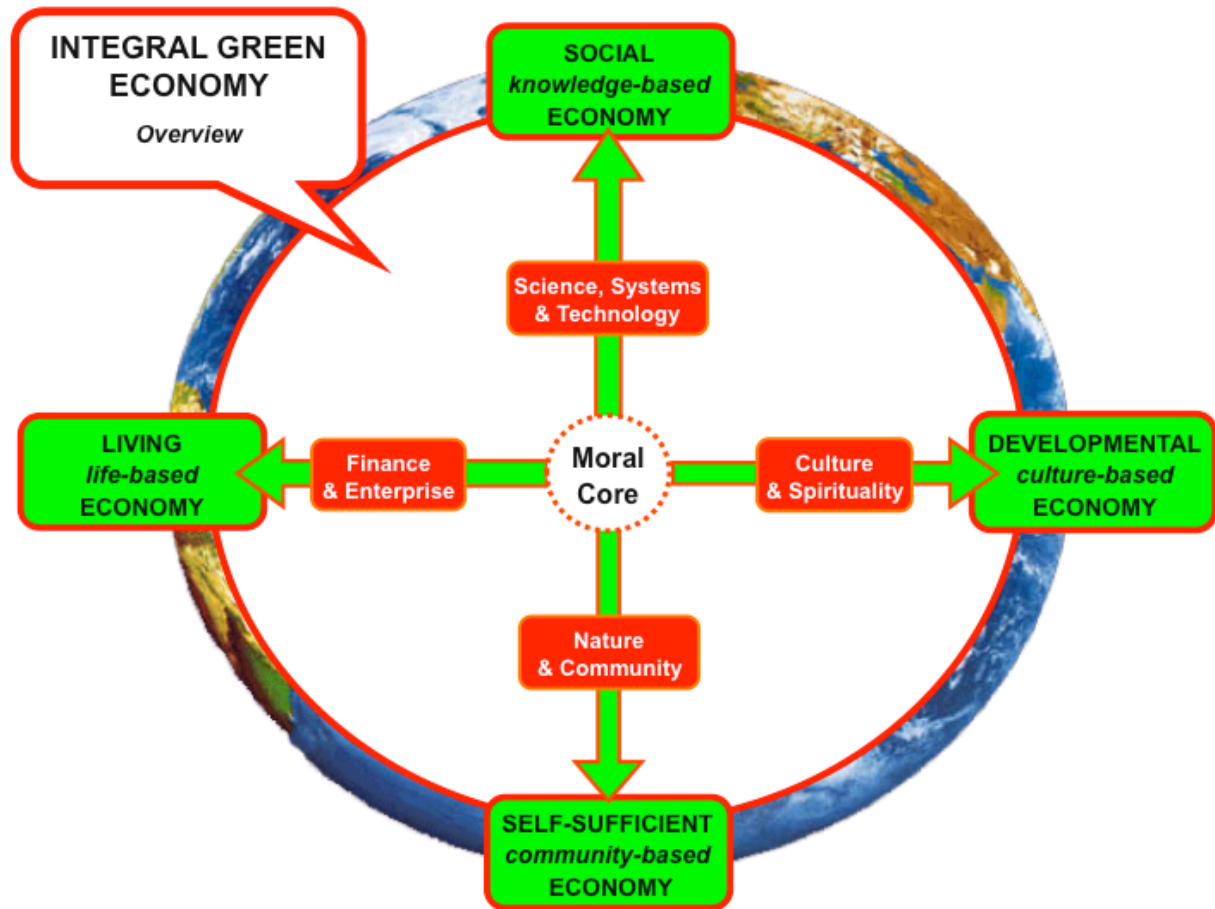 INTEGRAL GREEN
ECONOMY
Overview
SOCIAL
knowledge-based
ECONOMY
Science, Systems
& Technology
LIVING
life-based
ECONOMY
Finance
& Enterprise
Moral
Core
Culture
& Spirituality
DEVELOPMENTAL
culture-based
ECONOMY
Nature
& Community
SELF-SUFFICIENT
community-based
ECONOMY